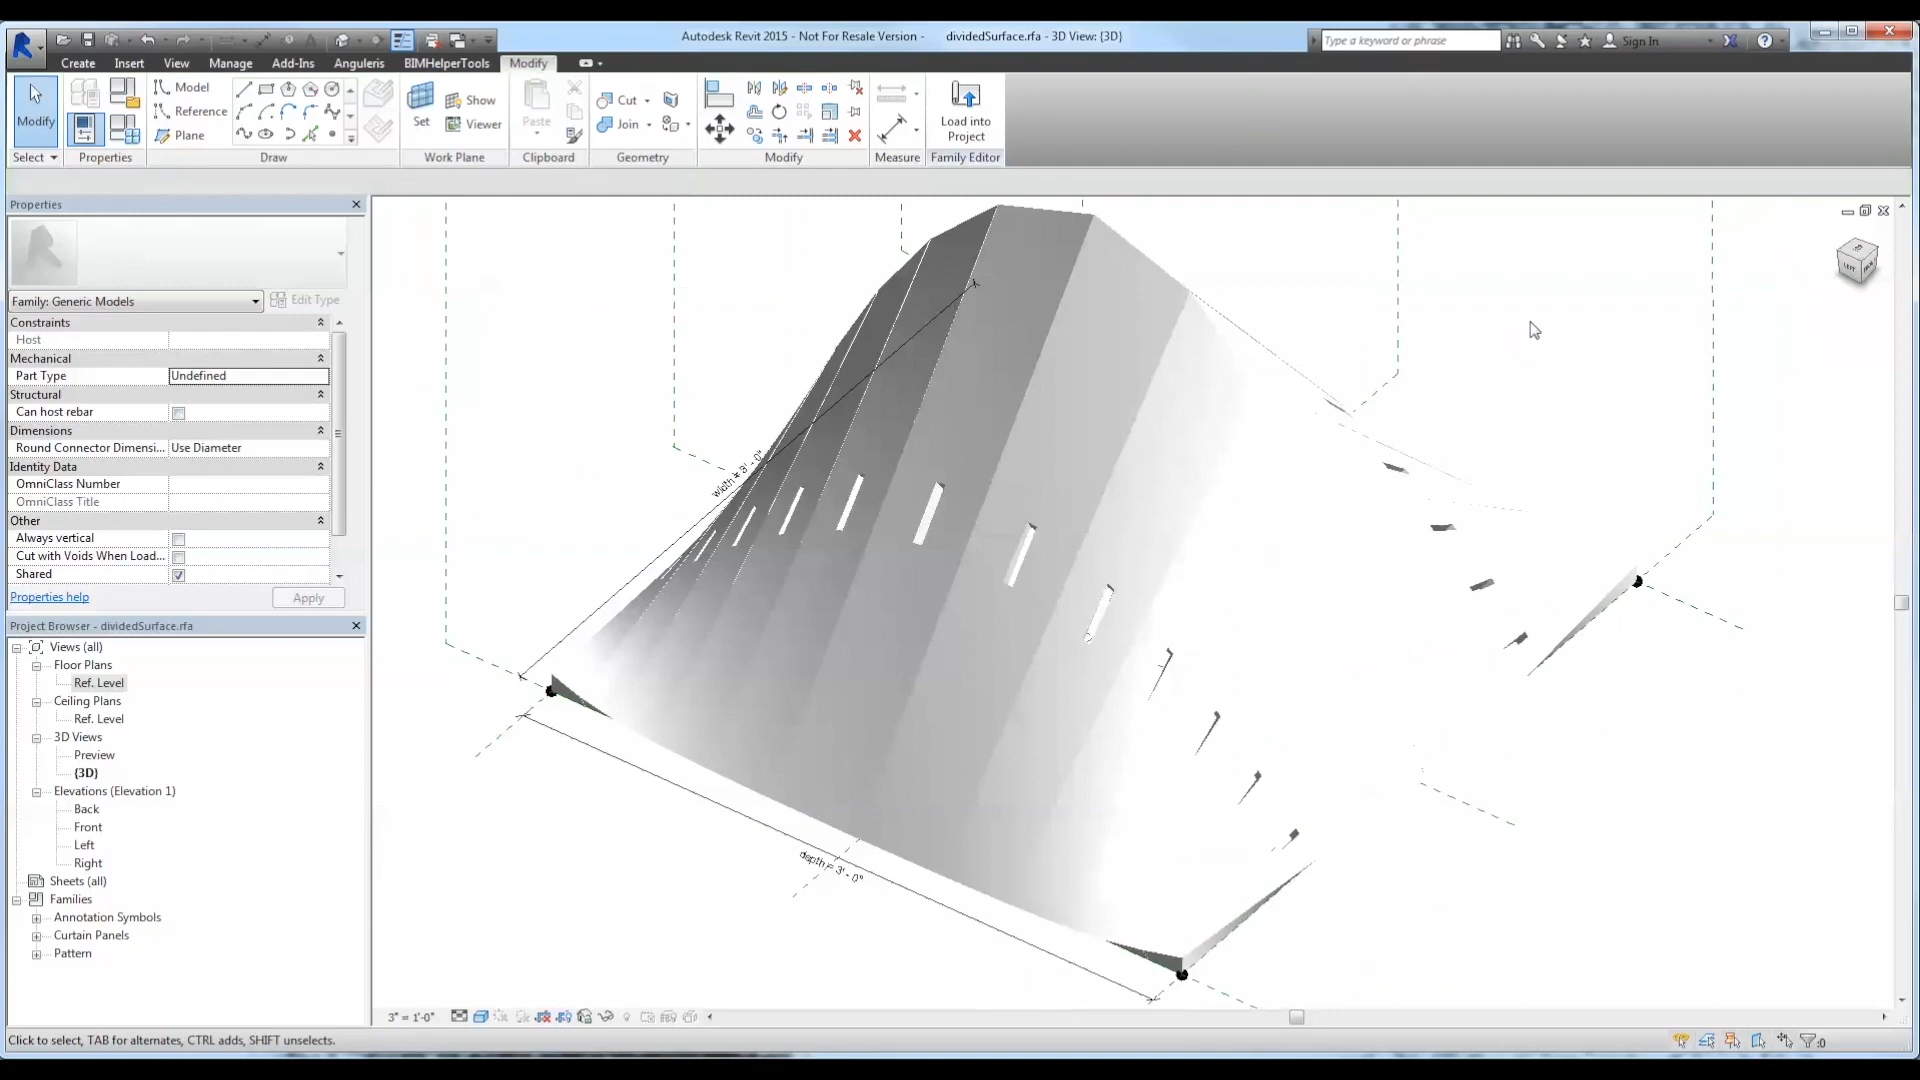 Autodesk Revit 2015 - Not For Resale Version - dividedSurface.rfa - 3D View: {3D}
Type a keyword or phrase
Sign In
Create Insert View Manage Add-Ins Anguleris BIMHelperTools Modify
Modify
Select
Properties
Model
Reference
Plane
Draw
Set
Show
Viewer
Work Plane
Paste
Clipboard
Cut
Join
Geometry
Modify
Measure
Load into
Project
Family Editor
Properties
Family: Generic Models
Edit Type
Constraints
Host
Mechanical
Part Type Undefined
Structural
Can host rebar
Dimensions
Round Connector Dimensi... Use Diameter
Identity Data
OmniClass Number
OmniClass Title
Other
Always vertical
Cut with Voids When Load...
Shared
Properties help
Apply
Project Browser - dividedSurface.rfa
Views (all)
Floor Plans
Ref. Level
Ceiling Plans
Ref. Level
3D Views
Preview
{3D}
Elevations (Elevation 1)
Back
Front
Left
Right
Sheets (all)
Families
Annotation Symbols
Curtain Panels
Pattern
width = 8' - 0"
depth = 3' - 0"
LEFT
3" = 1'-0"
Click to select, TAB for alternates, CTRL adds, SHIFT unselects.
:0